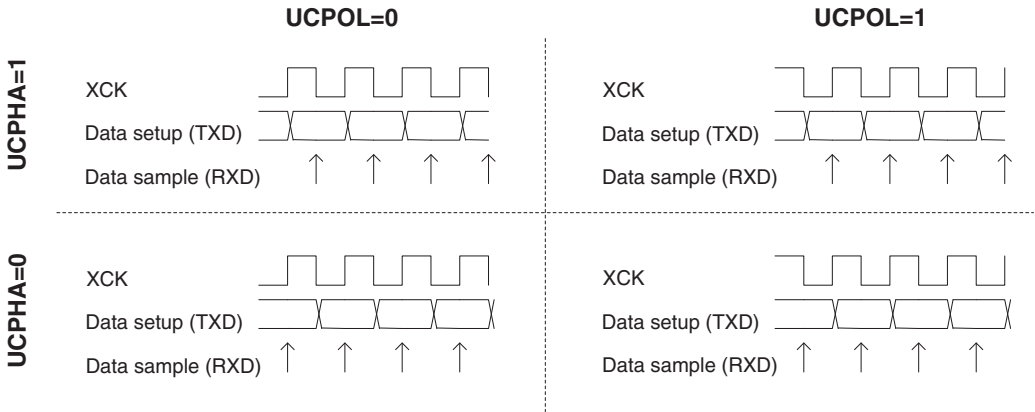 UCPOL=0
UCPOL=1
UCPHA=1
XCK
Data setup (TXD)
Data sample (RXD)
XCK
Data setup (TXD)
Data sample (RXD)
UCPHA=0
XCK
Data setup (TXD)
Data sample (RXD)
XCK
Data setup (TXD)
Data sample (RXD)